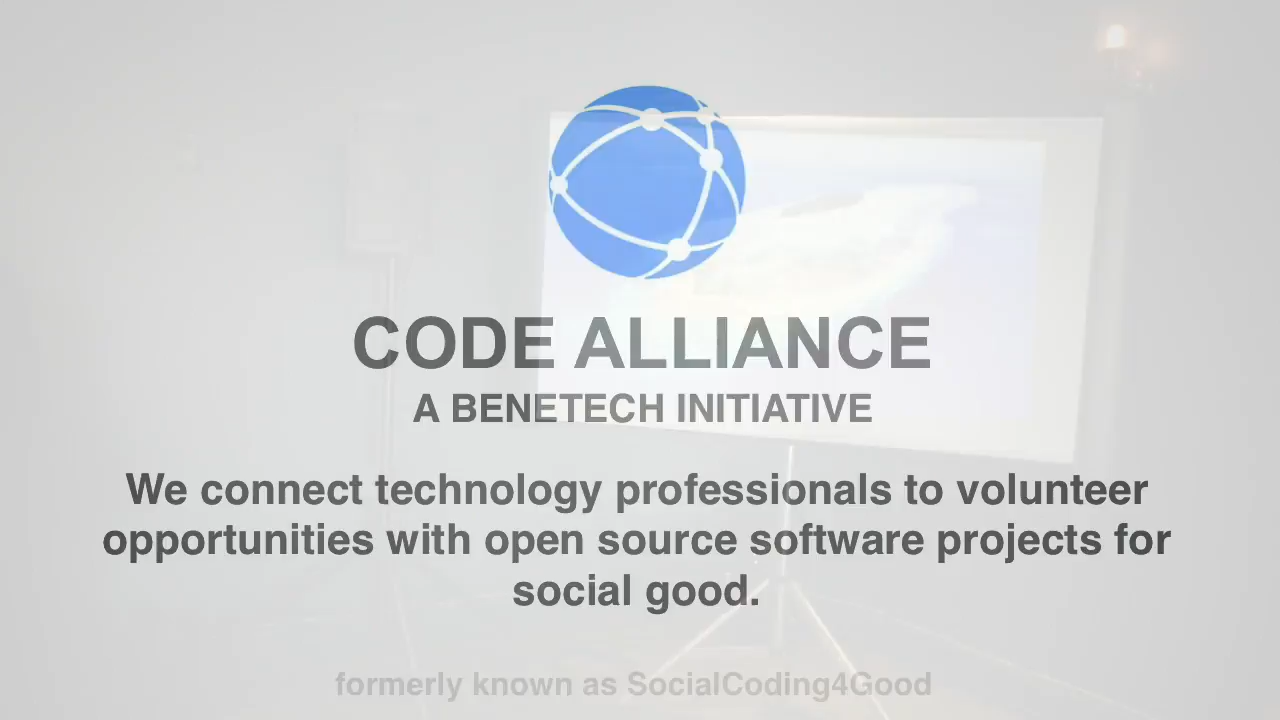 CODE ALLIANCE
A BENETECH INITIATIVE
We connect technology professionals to volunteer
opportunities with open source software projects for
social good.
formerly known as SocialCoding4Good